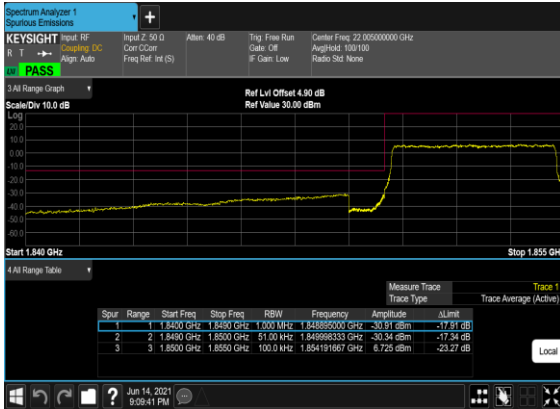 Spectrum Analyzer 1
Spurious Emissions
+
KEYSIGHT Input: RF Input Z: 50 Ω Atten: 40 dB Trig: Free Run Center Freq: 22.005000000 GHz
R T Coupling: DC Corr CCorr Gate: Off Avg|Hold: 100/100
Align: Auto Freq Ref: Int (S) IF Gain: Low Radio Std: None
PASS
3 All Range Graph
Ref Lvl Offset 4.90 dB
Scale/Div 10.0 dB Ref Value 30.00 dBm
Log
20.0
10.0
0.00
-10.0
-20.0
-30.0
-40.0
-50.0
-60.0
Start 1.840 GHz Stop 1.855 GH
4 All Range Table
Measure Trace Trace 1
Trace Type Trace Average (Active)
Spur Range Start Freq Stop Freq RBW Frequency Amplitude ΔLimit
1 1 1.8400 GHz 1.8490 GHz 1.000 MHz 1.848895000 GHz -30.91 dBm -17.91 dB
2 2 1.8490 GHz 1.8500 GHz 51.00 kHz 1.849998333 GHz -30.34 dBm -17.34 dB
3 3 1.8500 GHz 1.8550 GHz 100.0 kHz 1.854191667 GHz 6.725 dBm -23.27 dB
Local
?
Jun 14, 2021
9:09:41 PM